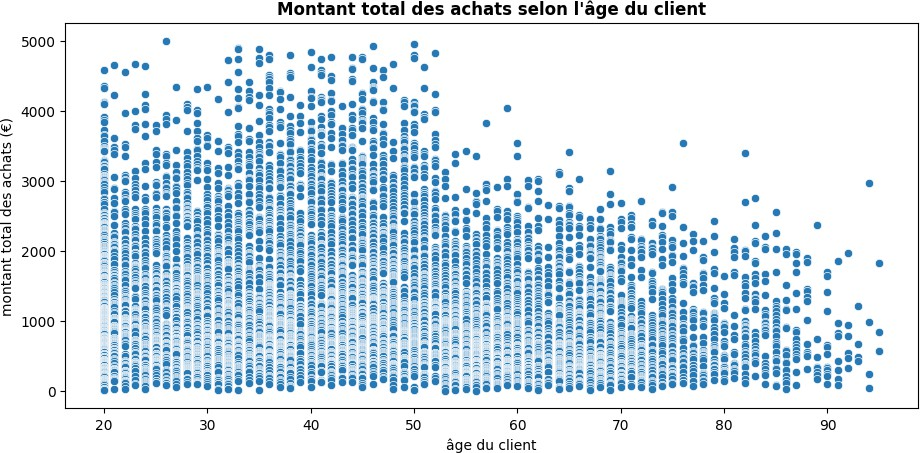 Montant total des achats selon l'âge du client
montant total des achats (€)
5000
4000
3000
2000
1000
0
20 30 40 50 60 70 80 90
âge du client